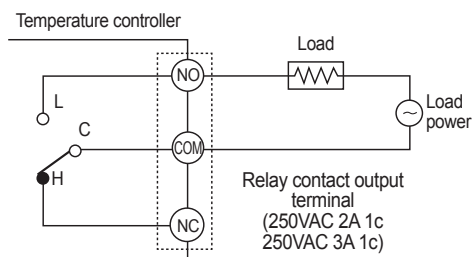 Temperature controller
Load
NO
L
Load
power
C
COM
H
Relay contact output
terminal
(250VAC 2A 1c
250VAC 3A 1c)
NC